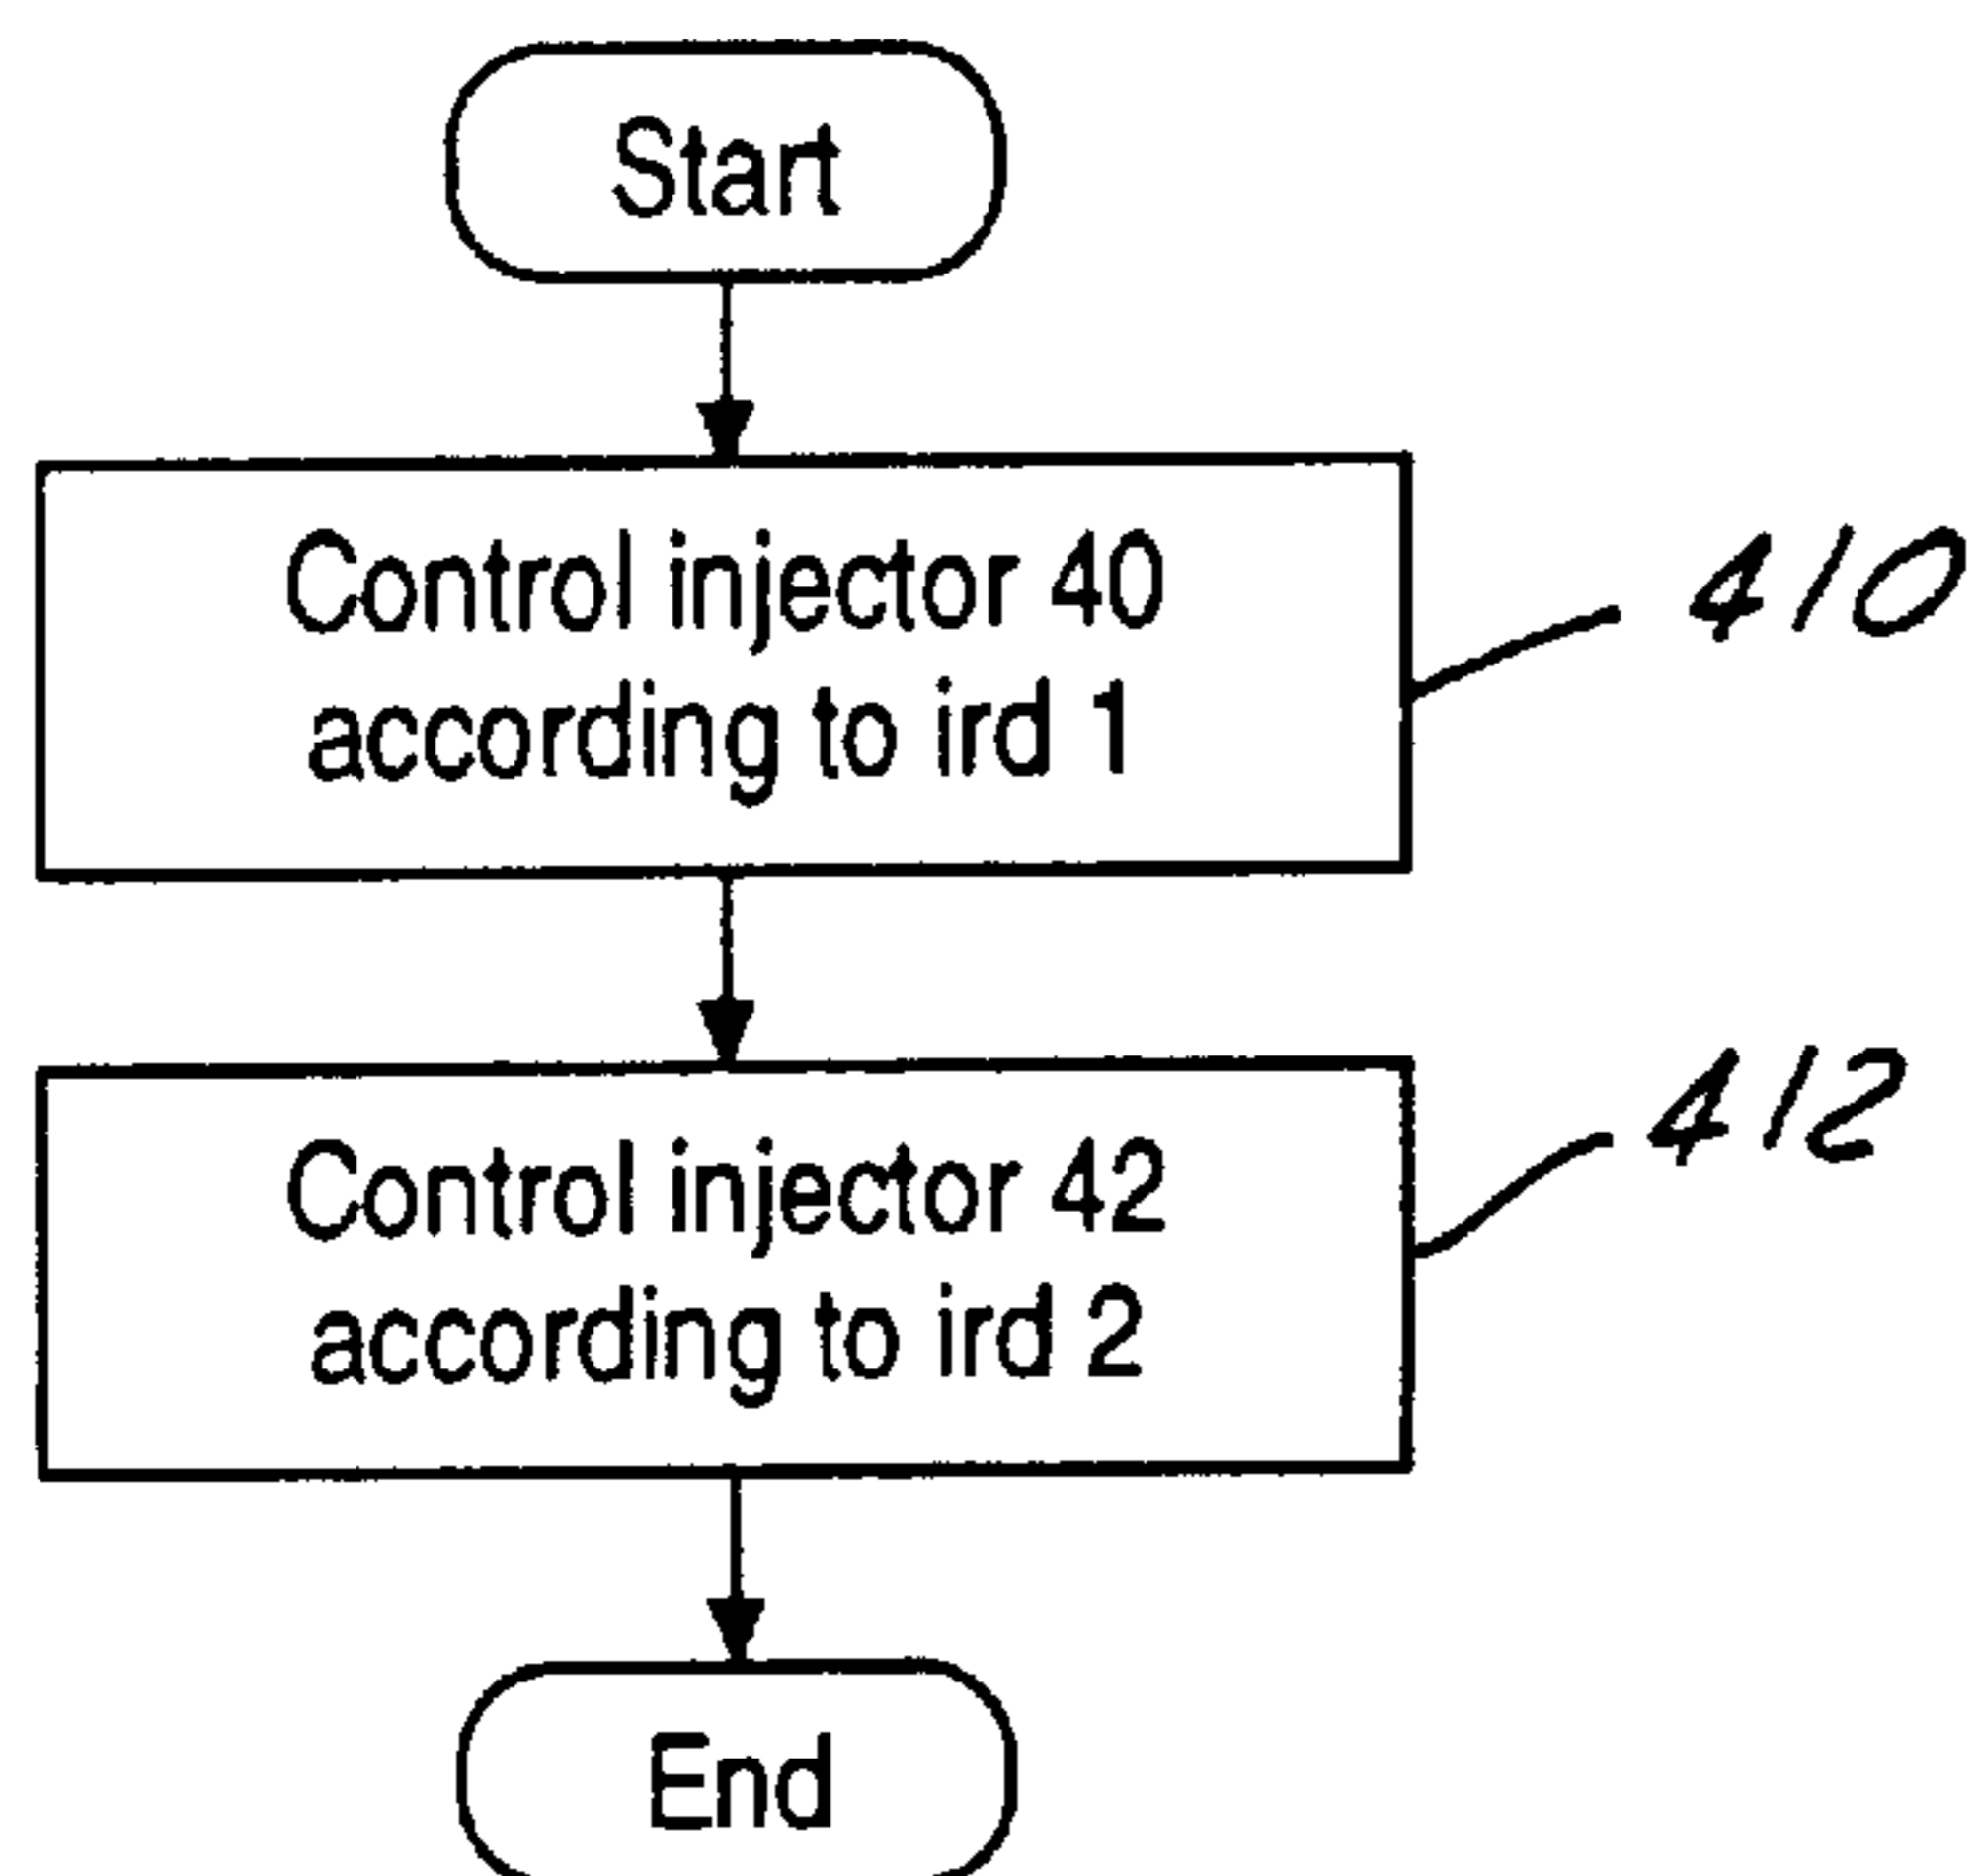 Start
Control injector 40
according to ird 1
410
Control injector 42
according to ird 2
412
End